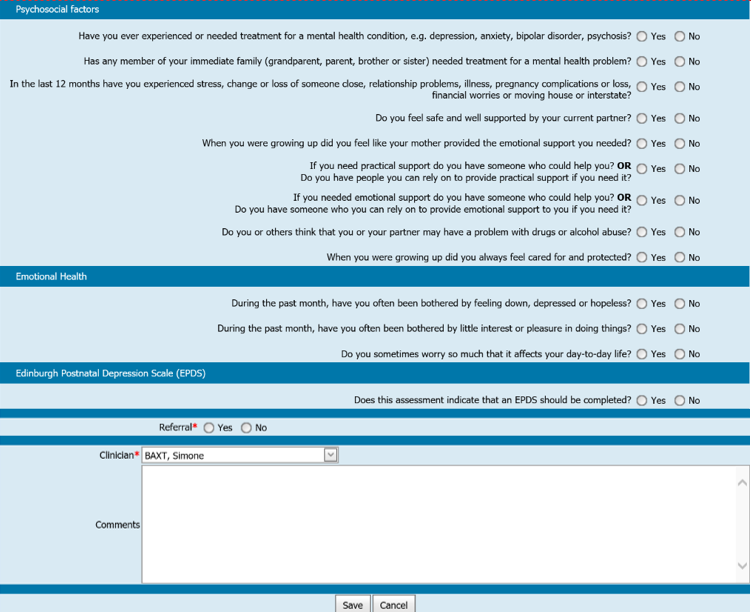 Psychosocial factors
Have you ever experienced or needed treatment for a mental health condition, e.g. depression, anxiety, bipolar disorder, psychosis? Yes No
Has any member of your immediate family (grandparent, parent, brother or sister) needed treatment for a mental health problem? Yes No
In the last 12 months have you experienced stress, change or loss of someone close, relationship problems, illness, pregnancy complications or loss,
financial worries or moving house or interstate? Yes No
Do you feel safe and well supported by your current partner? Yes No
When you were growing up did you feel like your mother provided the emotional support you needed? Yes No
If you need practical support do you have someone who could help you? OR
Do you have people you can rely on to provide practical support if you need it? Yes No
If you needed emotional support do you have someone who could help you? OR
Do you have someone who you can rely on to provide emotional support to you if you need it? Yes No
Do you or others think that you or your partner may have a problem with drugs or alcohol abuse? Yes No
When you were growing up did you always feel cared for and protected? Yes No
Emotional Health
During the past month, have you often been bothered by feeling down, depressed or hopeless? Yes No
During the past month, have you often been bothered by little interest or pleasure in doing things? Yes No
Do you sometimes worry so much that it affects your day-to-day life? Yes No
Edinburgh Postnatal Depression Scale (EPDS)
Does this assessment indicate that an EPDS should be completed? Yes No
Referral* Yes No
Clinician* BAXT, Simone
Comments
Save Cancel